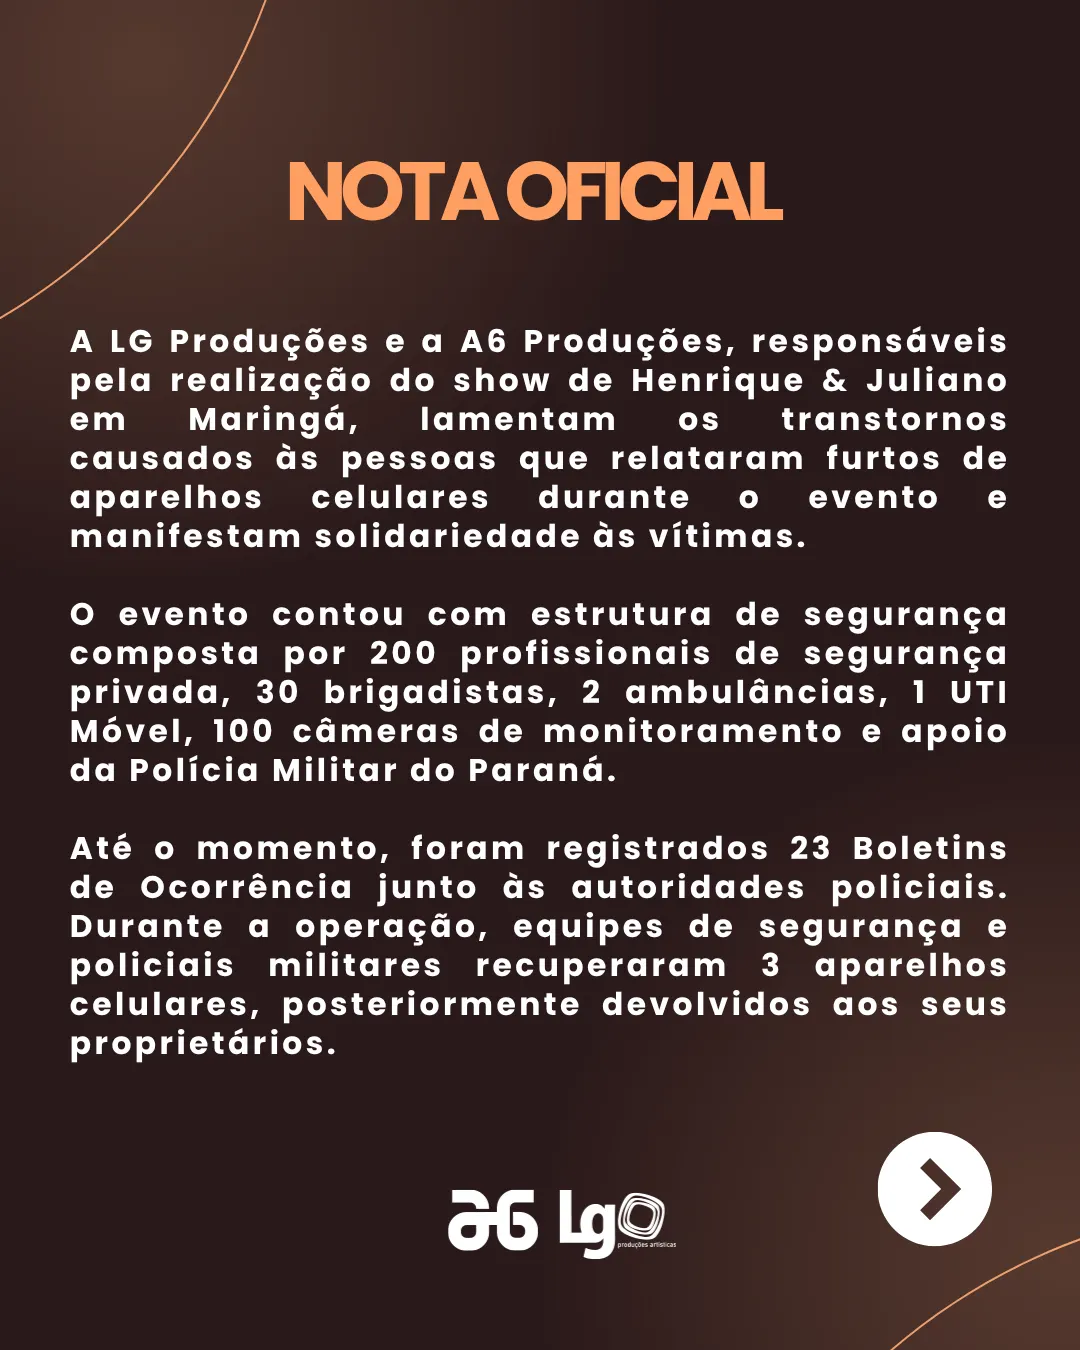 NOTA OFICIAL
A LG Produções e a A6 Produções, responsáveis
pela realização do show de Henrique & Juliano
em Maringá, lamentam os transtornos
causados às pessoas que relataram furtos de
aparelhos celulares durante o evento e
manifestam solidariedade às vítimas.
O evento contou com estrutura de segurança
composta por 200 profissionais de segurança
privada, 30 brigadistas, 2 ambulâncias, 1 UTI
Móvel, 100 câmeras de monitoramento e apoio
da Polícia Militar do Paraná.
Até o momento, foram registrados 23 Boletins
de Ocorrência junto às autoridades policiais.
Durante a operação, equipes de segurança e
policiais militares recuperaram 3 aparelhos
celulares, posteriormente devolvidos aos seus
proprietários.
a6 Lg
produções artísticas